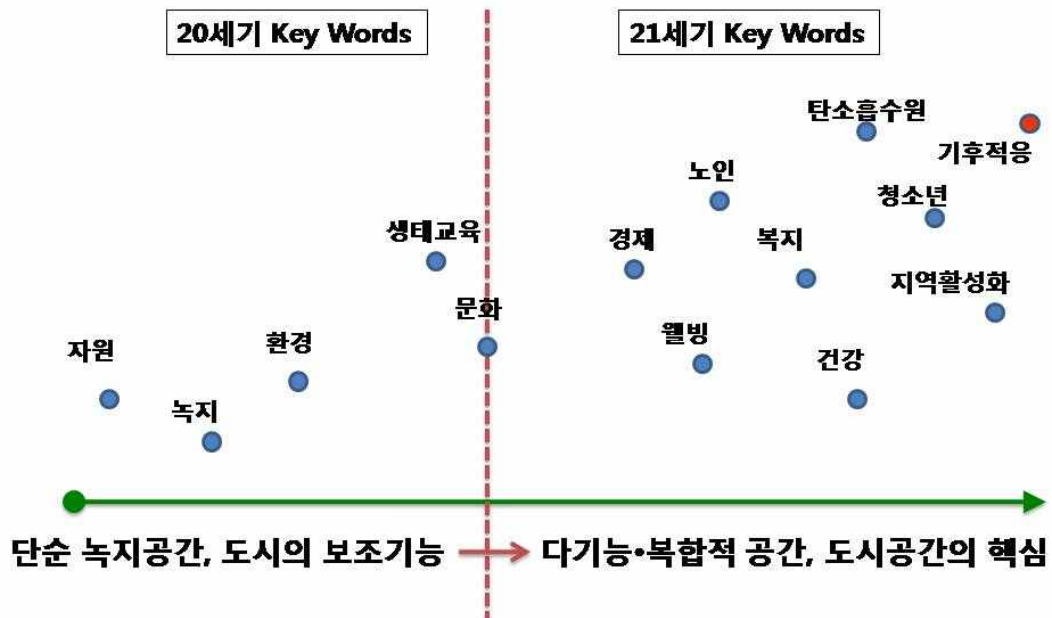 20세기 Key Words
21세기 Key Words
탄소흡수원
기후적응
노인
청소년
생태교육
경제
복지
지역활성화
문화
웰빙
건강
자원
환경
녹지
단순 녹지공간, 도시의 보조기능
다기능•복합적 공간, 도시공간의 핵심